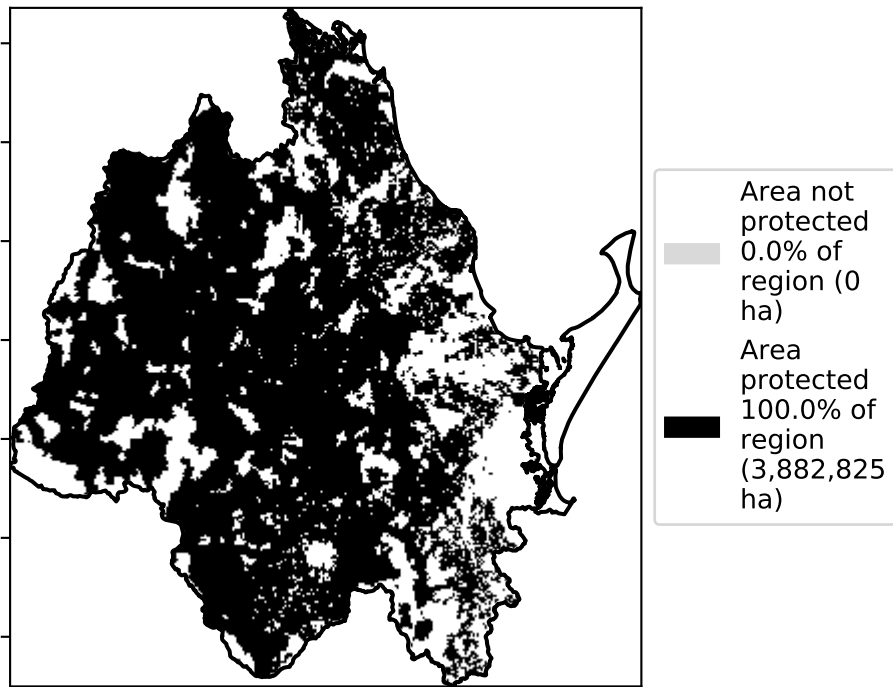 Area not
protected
0.0% of
region (0
ha)
Area
protected
100.0% of
region
(3,882,825
ha)